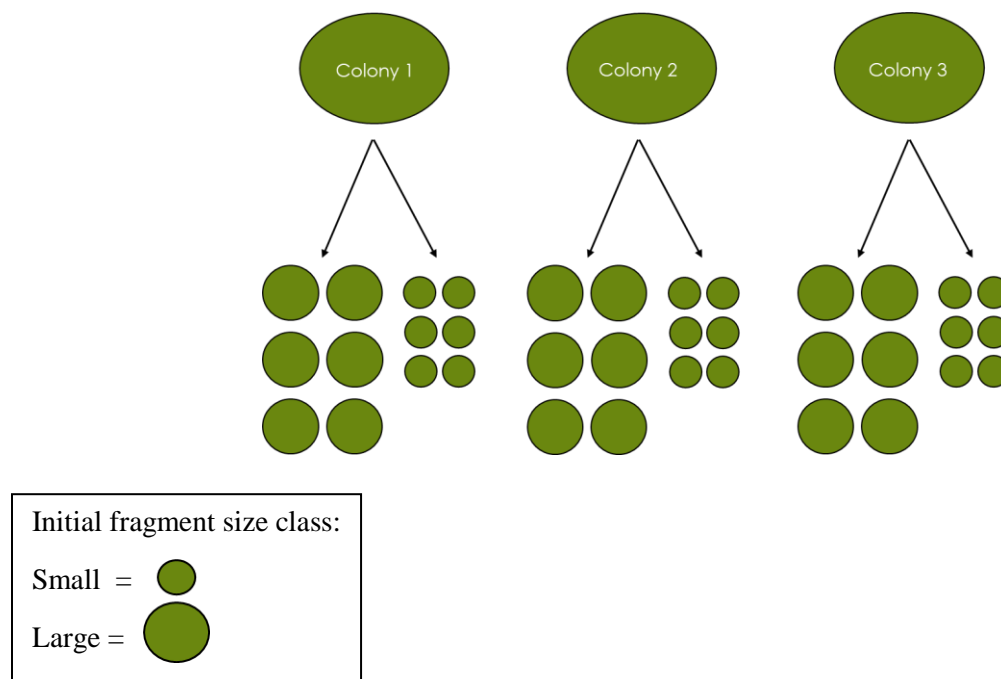 Colony 1
Colony 2
Colony 3
Initial fragment size class:
Small =
Large =